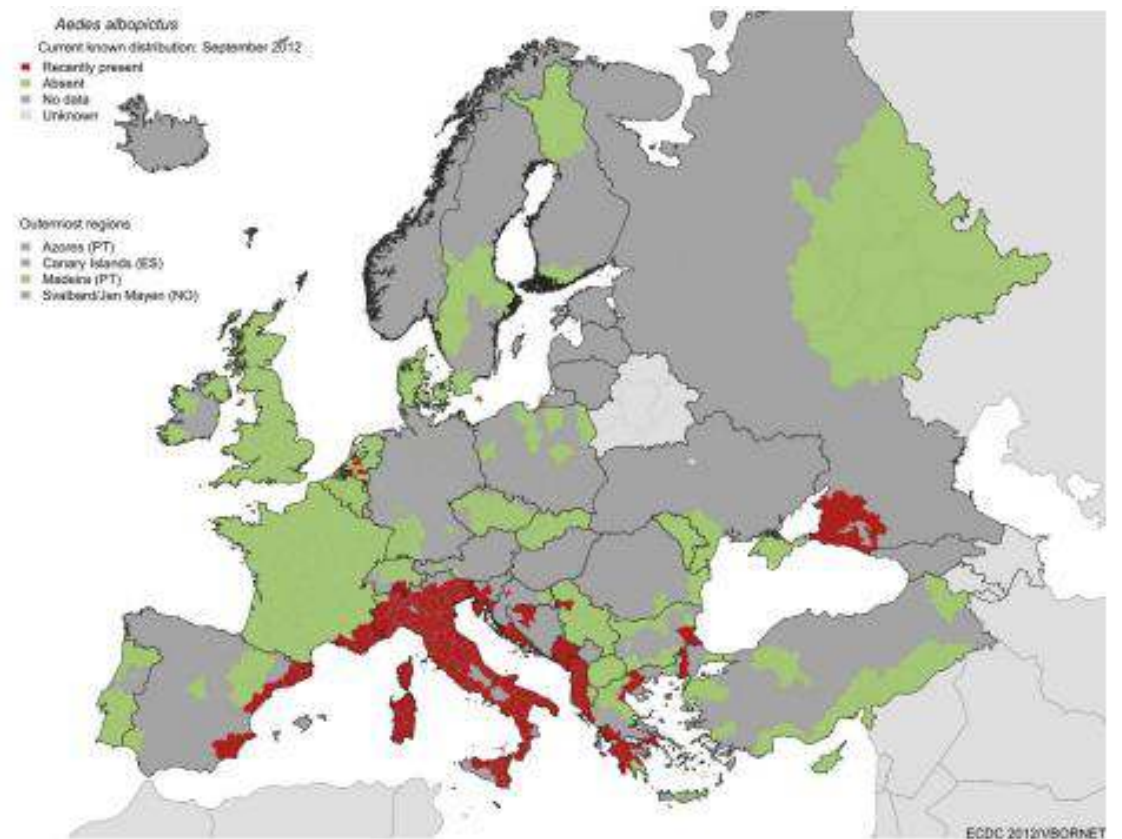 Aedes albopictus
Current known distribution: September 2012
Recently present
Absent
No data
Unknown
Outermost regions
Azores (PT)
Canary Islands (ES)
Madeira (PT)
Svalbard/Jan Mayen (NO)
ECDC 2012/VBORNET